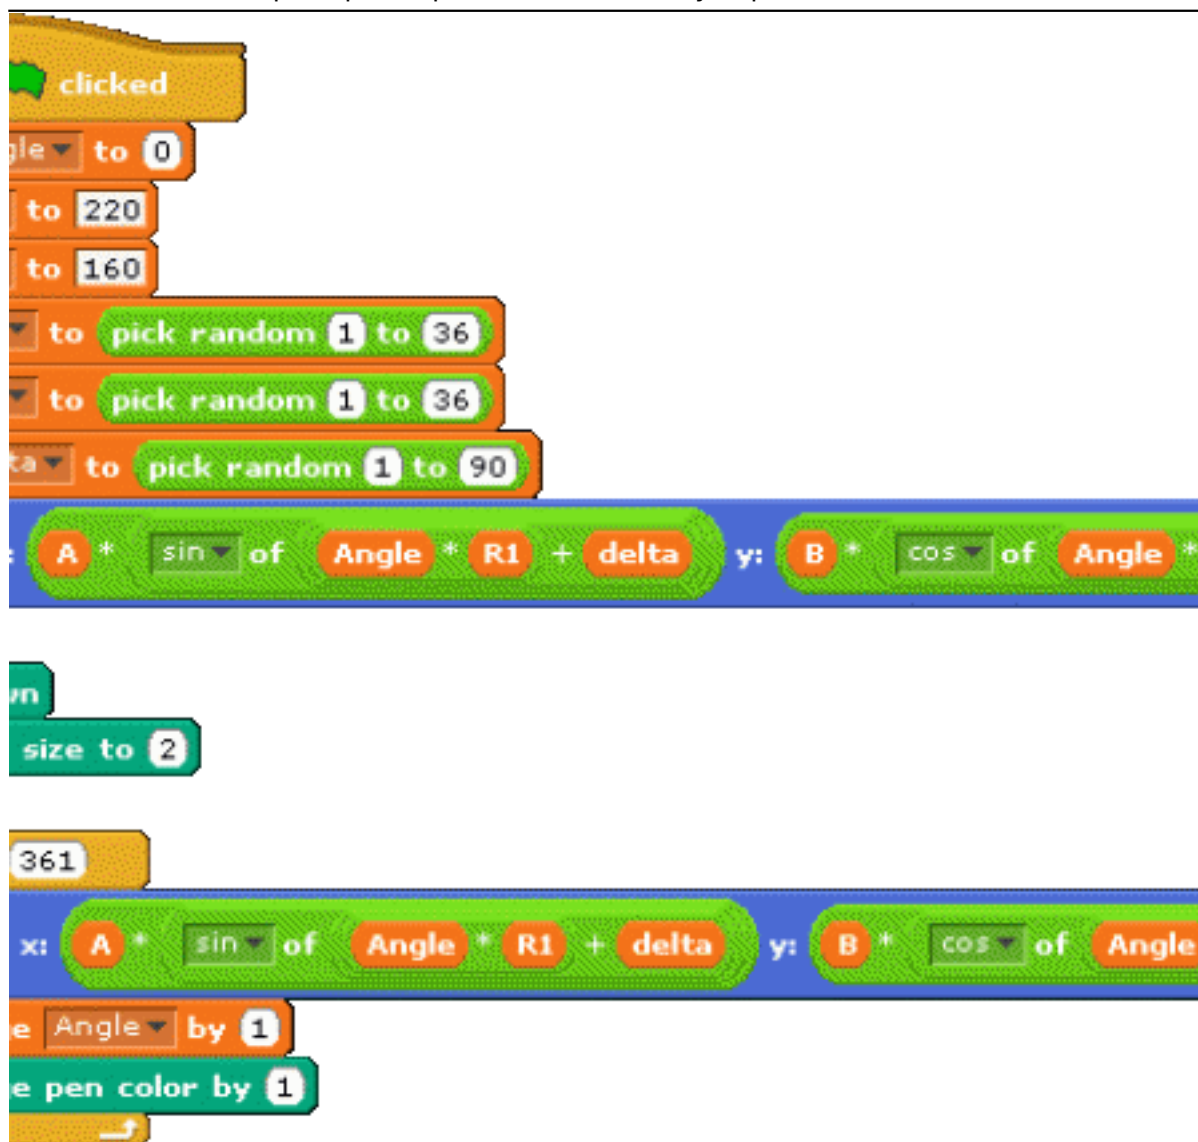 clicked
to 0
to 220
to 160
to pick random 1 to 36
to pick random 1 to 36
to pick random 1 to 90
: A * sin of Angle * R1 + delta y: B * cos of Angle *
size to 2
361
x: A * sin of Angle * R1 + delta y: B * cos of Angle
e Angle by 1
e pen color by 1